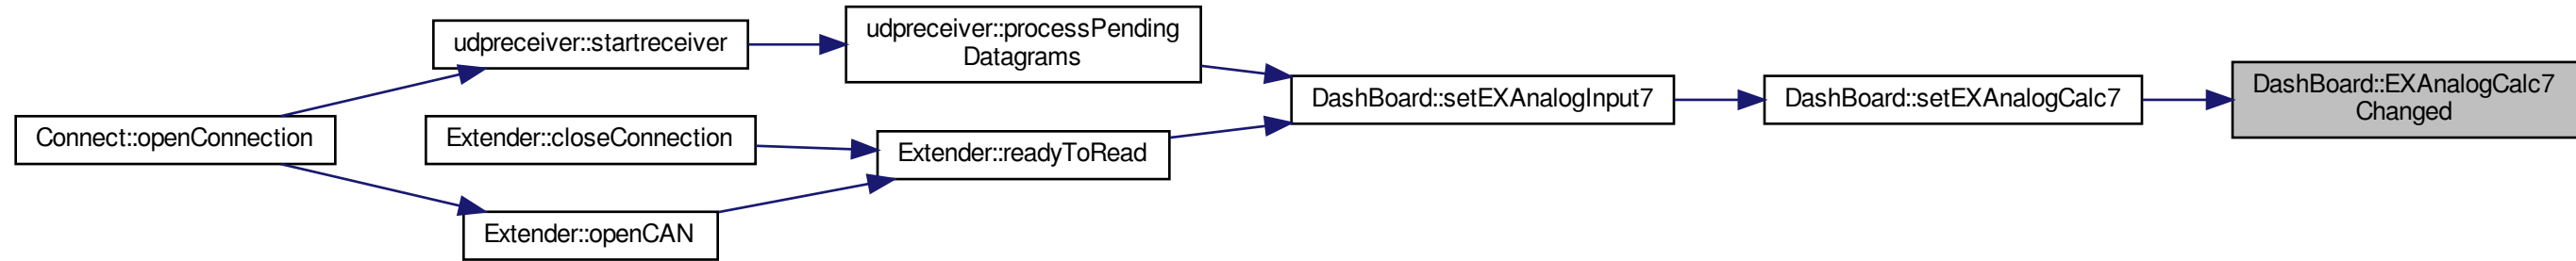 udpreceiver::startreceiver
udpreceiver::processPending
Datagrams
Connect::openConnection
Extender::closeConnection
Extender::openCAN
Extender::readyToRead
DashBoard::setEXAnalogInput7
DashBoard::setEXAnalogCalc7
DashBoard::EXAnalogCalc7
Changed